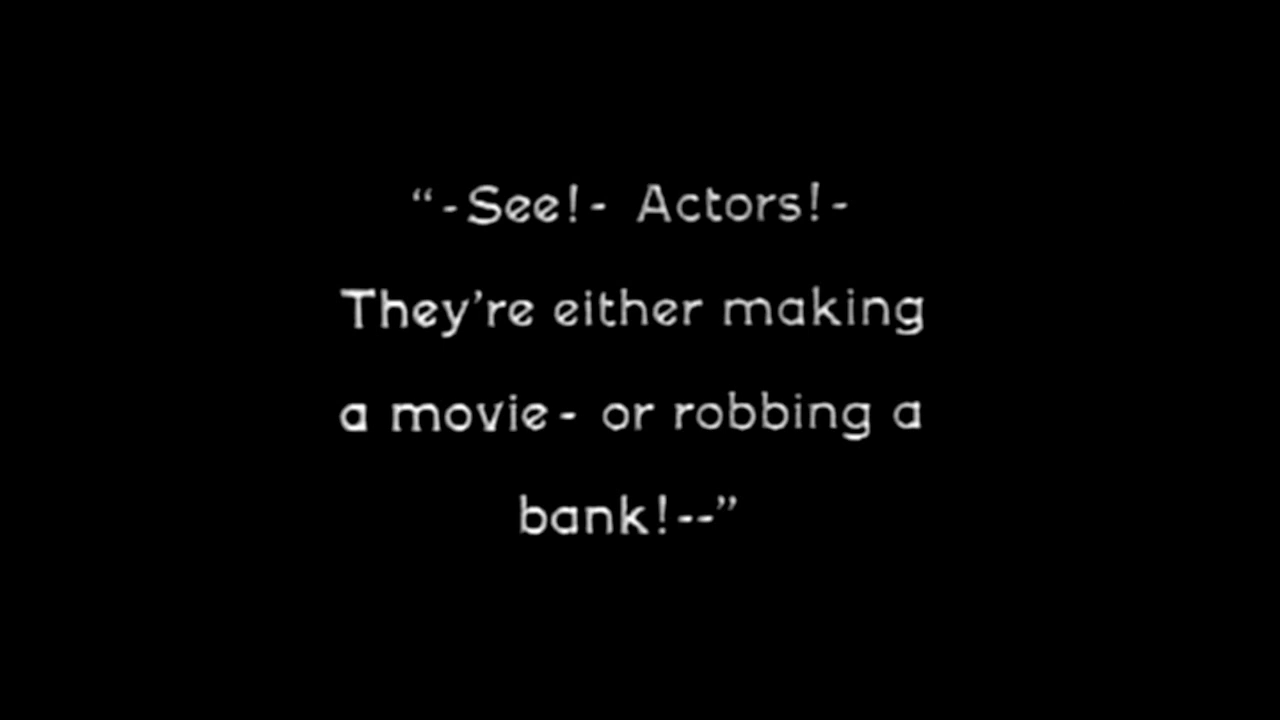 “-See!- Actors!-
They’re either making
a movie- or robbing a
bank!--”